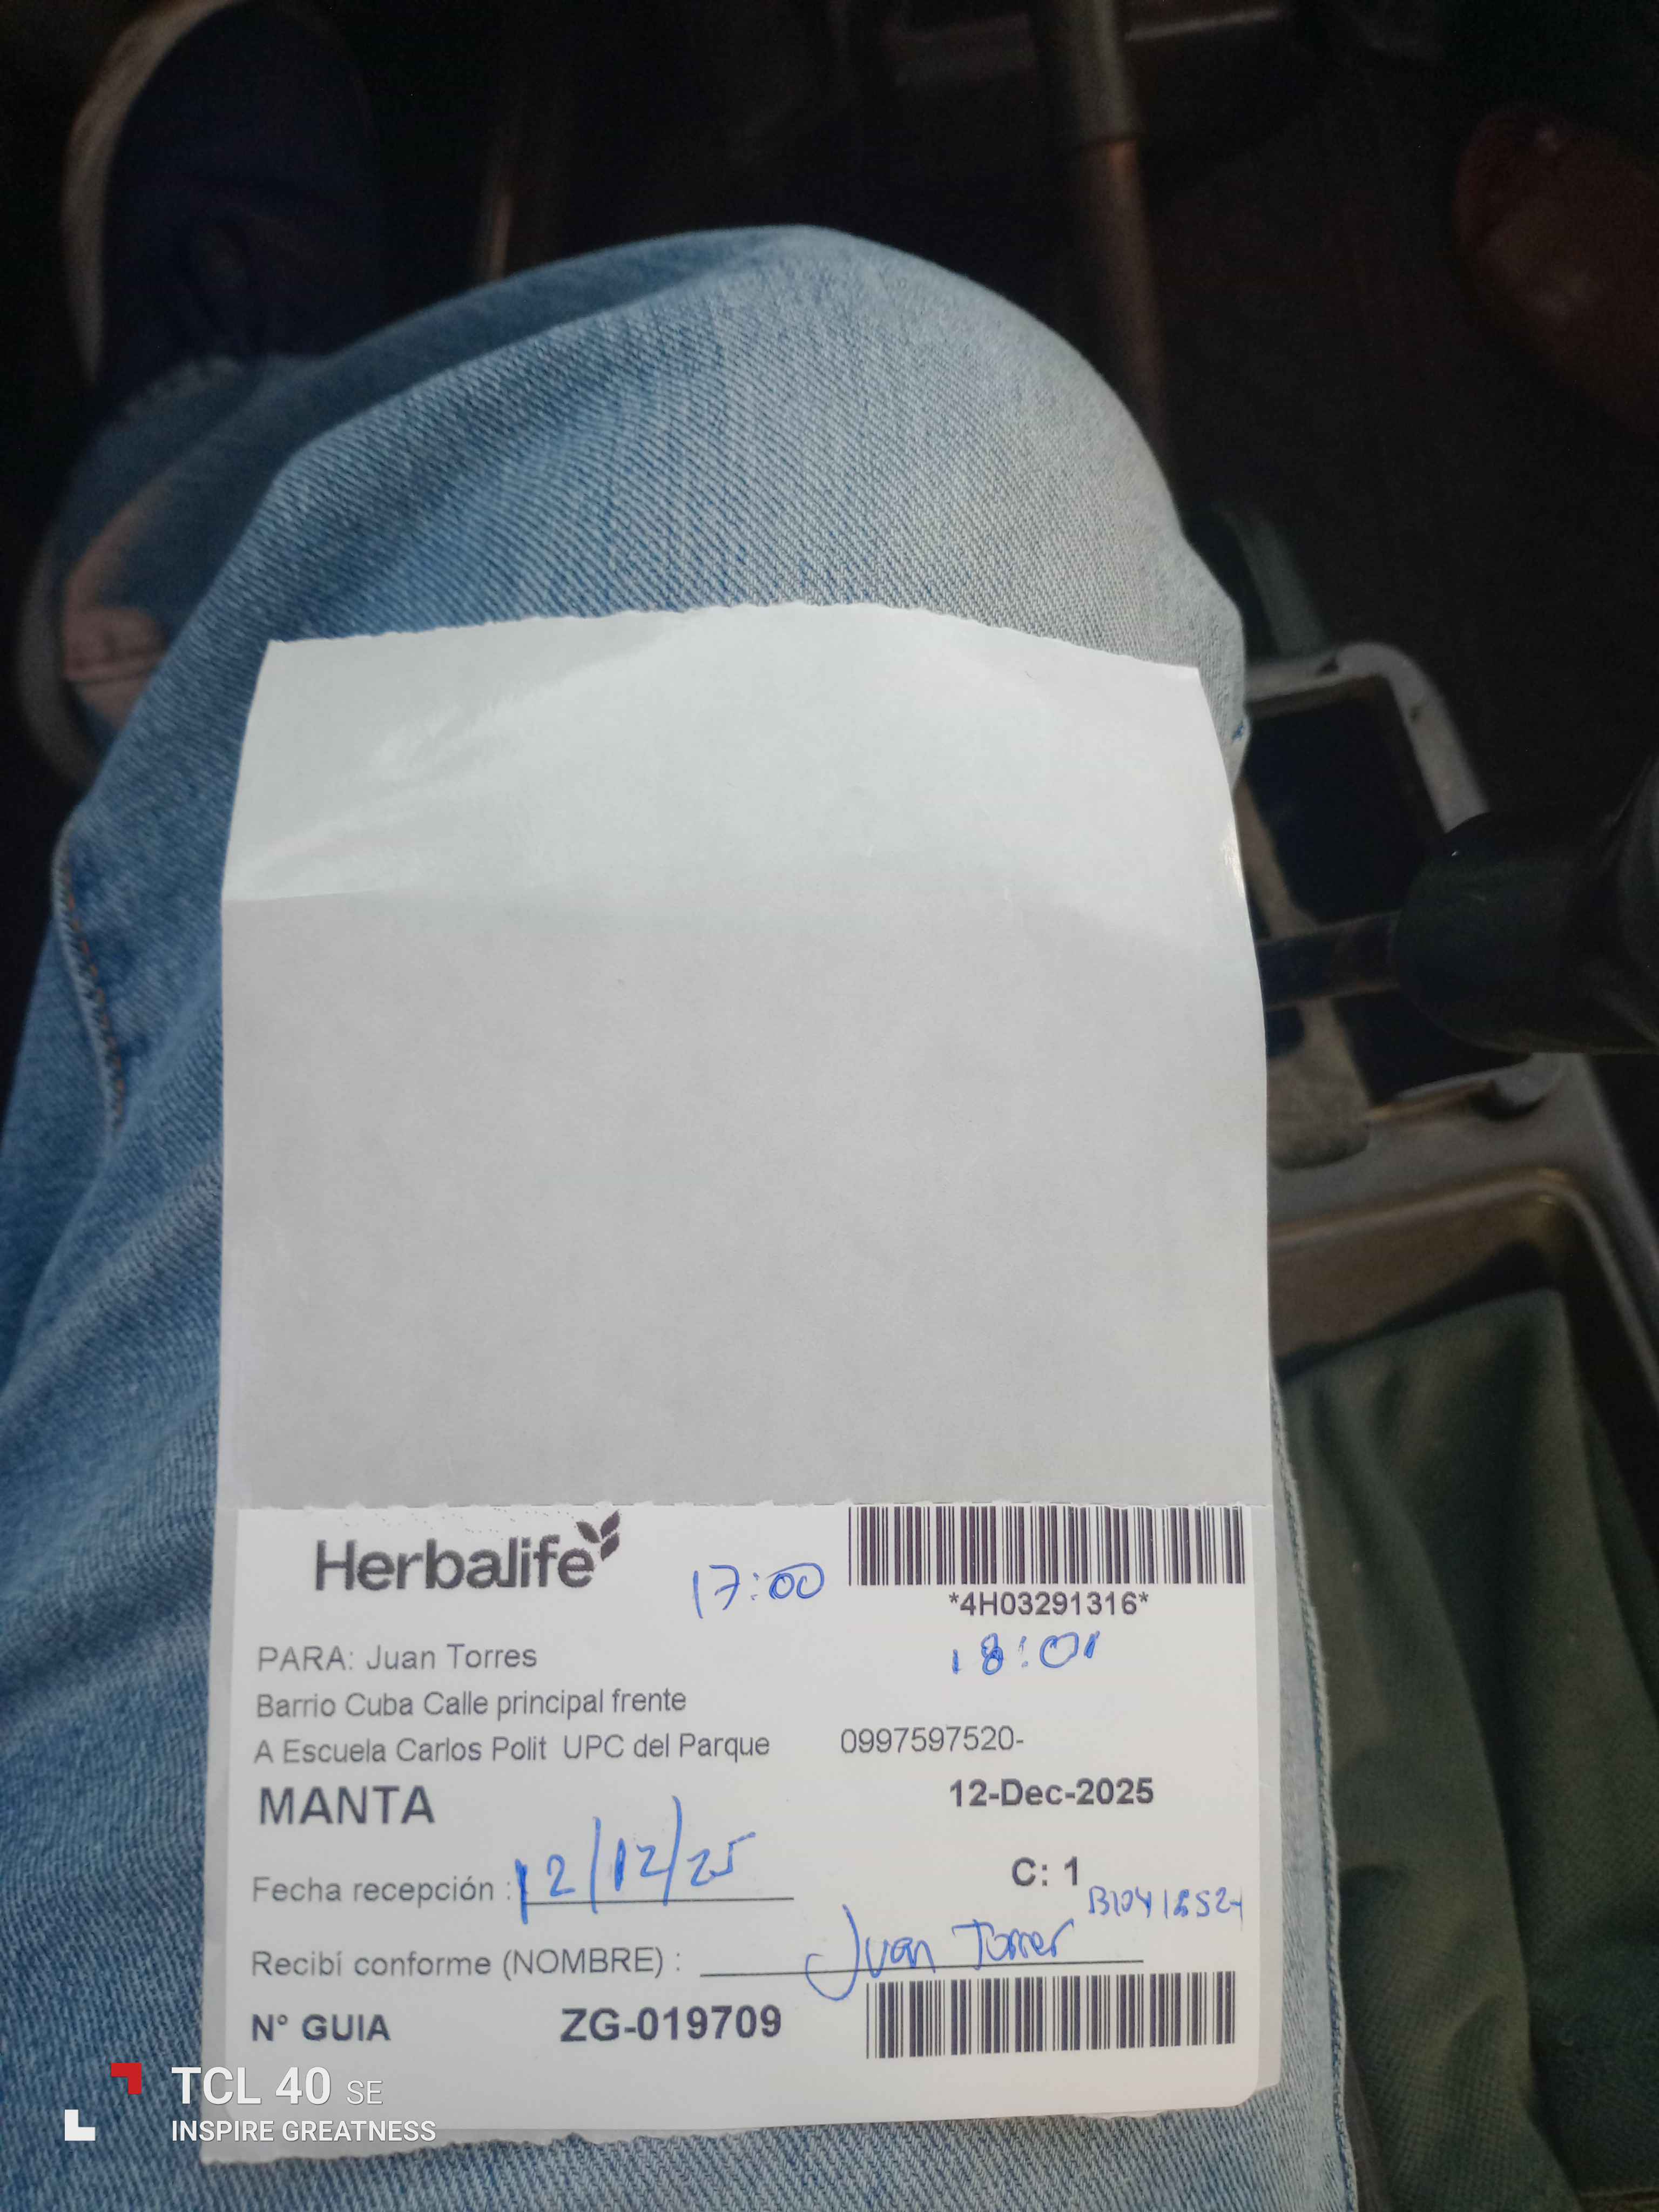 Herbalife
17:00
*4H03291316*
PARA: Juan Torres
18:01
Barrio Cuba Calle principal frente
A Escuela Carlos Polit UPC del Parque 0997597520-
MANTA
12-Dec-2025
Fecha recepción : 12/12/25
C: 1
Recibí conforme (NOMBRE) : Juan Torres
N° GUIA ZG-019709
TCL 40 SE
INSPIRE GREATNESS